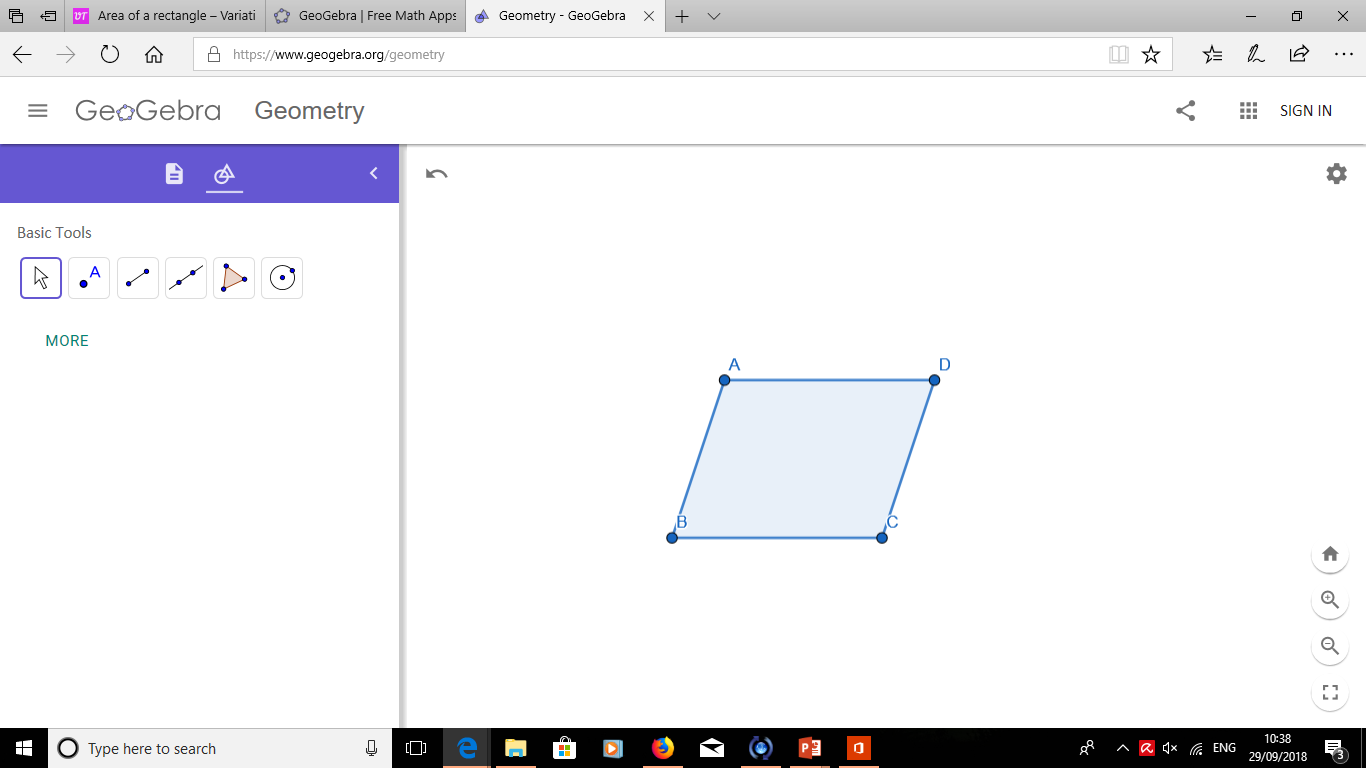 Area of a rectangle – Variati
GeoGebra | Free Math Apps
Geometry - GeoGebra
https://www.geogebra.org/geometry
GeoGebra
Geometry
SIGN IN
Basic Tools
A
MORE
A
D
B
C
Type here to search
ENG
10:38
29/09/2018
3